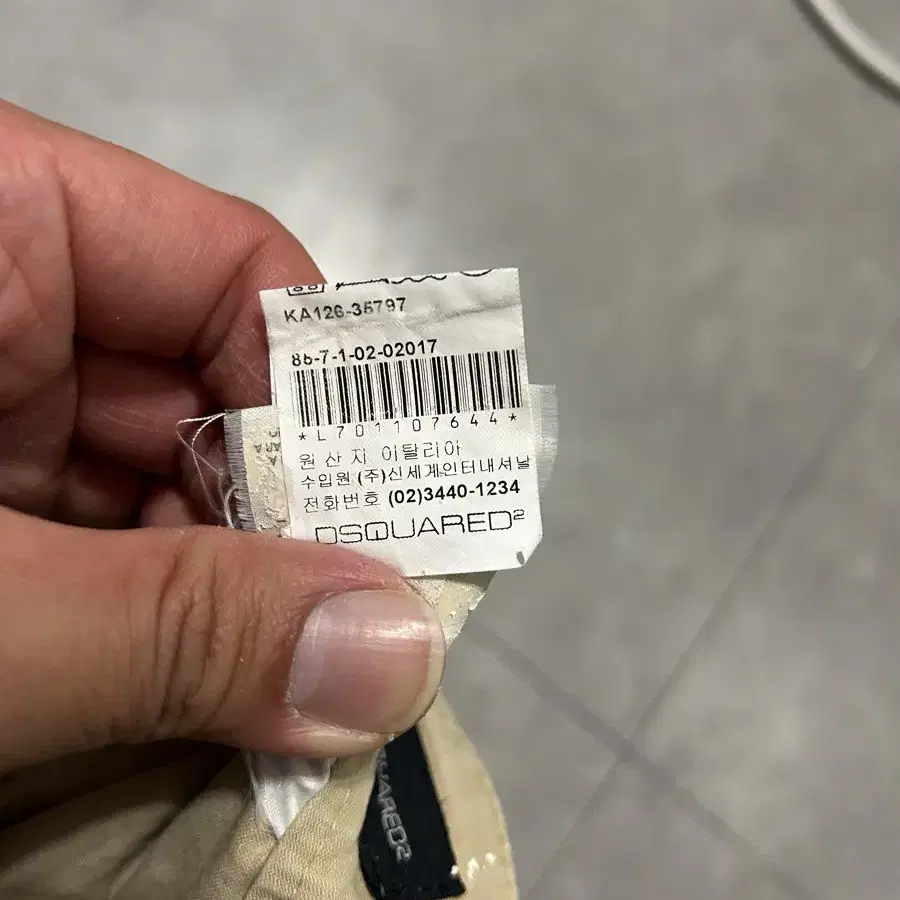 KA126-35797
86-7-1-02-02017
*L701107644*
원산지 이탈리아
수입원 (주)신세계인터내셔날
전화번호 (02)3440-1234
DSQUARED2
QUARED2